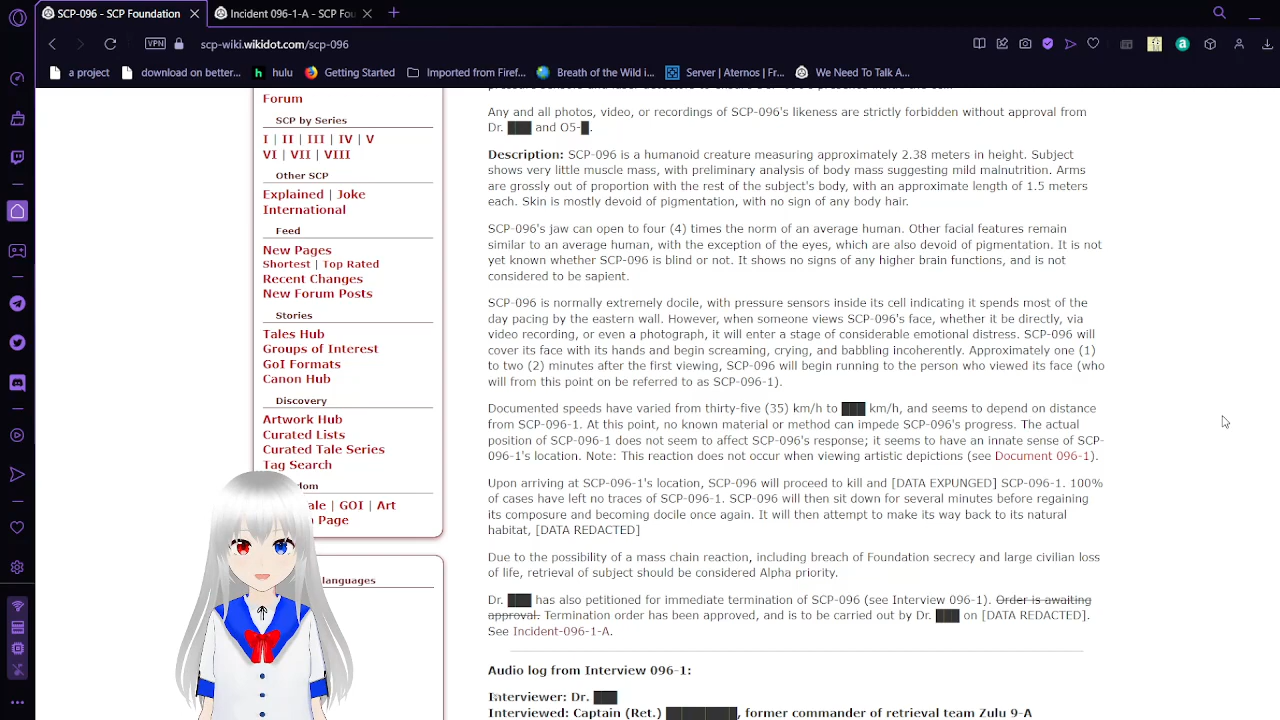 SCP-096 - SCP Foundation
Incident 096-1-A - SCP Fou
VPN
scp-wiki.wikidot.com/scp-096
a project
download on better...
hulu
Getting Started
Imported from Firef...
Breath of the Wild i...
Server | Aternos | Fr...
We Need To Talk A...
Forum
SCP by Series
I | II | III | IV | V
VI | VII | VIII
Other SCP
Explained | Joke
International
Feed
New Pages
Shortest | Top Rated
Recent Changes
New Forum Posts
Stories
Tales Hub
Groups of Interest
GoI Formats
Canon Hub
Discovery
Artwork Hub
Curated Lists
Curated Tale Series
Tag Search
GOI | Art
Page
languages
Any and all photos, video, or recordings of SCP-096's likeness are strictly forbidden without approval from
Dr. ███ and O5-█.
Description: SCP-096 is a humanoid creature measuring approximately 2.38 meters in height. Subject
shows very little muscle mass, with preliminary analysis of body mass suggesting mild malnutrition. Arms
are grossly out of proportion with the rest of the subject's body, with an approximate length of 1.5 meters
each. Skin is mostly devoid of pigmentation, with no sign of any body hair.
SCP-096's jaw can open to four (4) times the norm of an average human. Other facial features remain
similar to an average human, with the exception of the eyes, which are also devoid of pigmentation. It is not
yet known whether SCP-096 is blind or not. It shows no signs of any higher brain functions, and is not
considered to be sapient.
SCP-096 is normally extremely docile, with pressure sensors inside its cell indicating it spends most of the
day pacing by the eastern wall. However, when someone views SCP-096's face, whether it be directly, via
video recording, or even a photograph, it will enter a stage of considerable emotional distress. SCP-096 will
cover its face with its hands and begin screaming, crying, and babbling incoherently. Approximately one (1)
to two (2) minutes after the first viewing, SCP-096 will begin running to the person who viewed its face (who
will from this point on be referred to as SCP-096-1).
Documented speeds have varied from thirty-five (35) km/h to ███ km/h, and seems to depend on distance
from SCP-096-1. At this point, no known material or method can impede SCP-096's progress. The actual
position of SCP-096-1 does not seem to affect SCP-096's response; it seems to have an innate sense of SCP-
096-1's location. Note: This reaction does not occur when viewing artistic depictions (see Document 096-1).
Upon arriving at SCP-096-1's location, SCP-096 will proceed to kill and [DATA EXPUNGED] SCP-096-1. 100%
of cases have left no traces of SCP-096-1. SCP-096 will then sit down for several minutes before regaining
its composure and becoming docile once again. It will then attempt to make its way back to its natural
habitat, [DATA REDACTED]
Due to the possibility of a mass chain reaction, including breach of Foundation secrecy and large civilian loss
of life, retrieval of subject should be considered Alpha priority.
Dr. ███ has also petitioned for immediate termination of SCP-096 (see Interview 096-1). Order is awaiting
approval. Termination order has been approved, and is to be carried out by Dr. ███ on [DATA REDACTED].
See Incident-096-1-A.
Audio log from Interview 096-1:
Interviewer: Dr. ███
Interviewed: Captain (Ret.) █████████, former commander of retrieval team Zulu 9-A